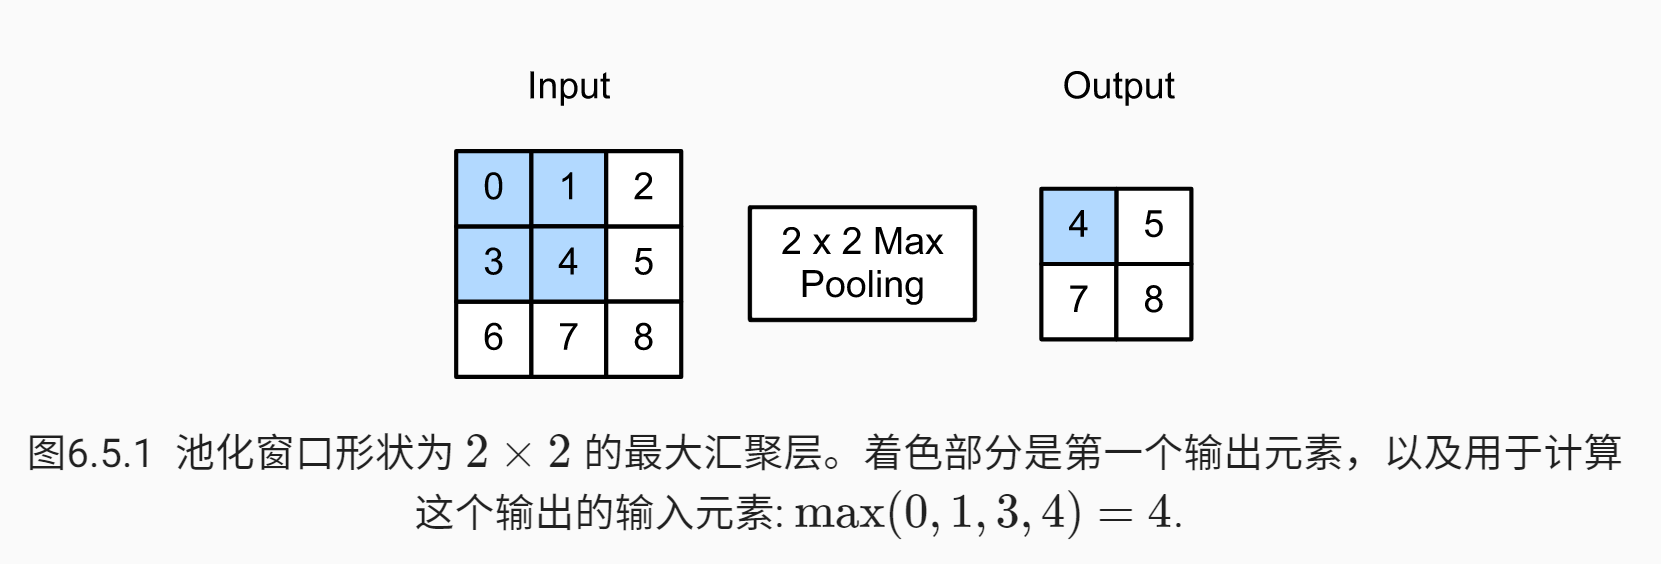 Input
Output
0 1 2
3 4 5
6 7 8
2 x 2 Max
Pooling
4 5
7 8
图6.5.1 池化窗口形状为 2 × 2 的最大汇聚层。着色部分是第一个输出元素，以及用于计算
这个输出的输入元素: max(0, 1, 3, 4) = 4.